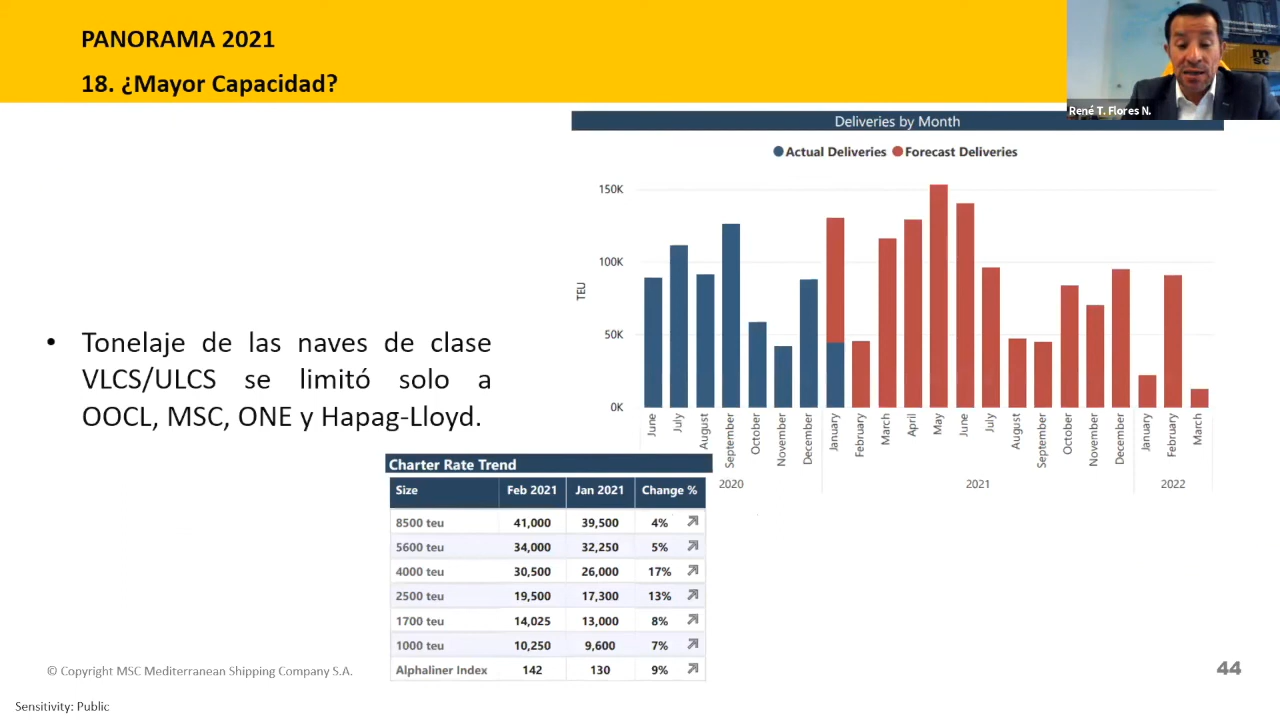 PANORAMA 2021
18. ¿Mayor Capacidad?
msc
René T. Flores N.
Deliveries by Month
Actual Deliveries Forecast Deliveries
150K
100K
50K
0K
TEU
June July August September October November December January February March April May June July August September October November December January February March
2020 2021 2022
• Tonelaje de las naves de clase
VLCS/ULCS se limitó solo a
OOCL, MSC, ONE y Hapag-Lloyd.
Charter Rate Trend
Size Feb 2021 Jan 2021 Change %
8500 teu 41,000 39,500 4%
5600 teu 34,000 32,250 5%
4000 teu 30,500 26,000 17%
2500 teu 19,500 17,300 13%
1700 teu 14,025 13,000 8%
1000 teu 10,250 9,600 7%
Alphaliner Index 142 130 9%
© Copyright MSC Mediterranean Shipping Company S.A.
44
Sensitivity: Public